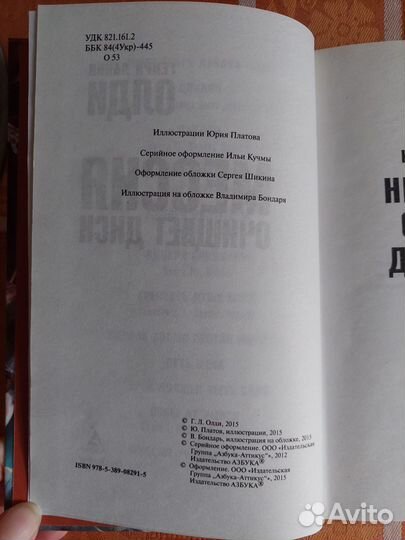 УДК 821.161.2
ББК 84(4Укр)-445
О 53
Иллюстрации Юрия Платова
Серийное оформление Ильи Кучмы
Оформление обложки Сергея Шикина
Иллюстрация на обложке Владимира Бондаря
© Г. Л. Олди, 2015
© Ю. Платов, иллюстрации, 2015
© В. Бондарь, иллюстрация на обложке, 2015
© Серийное оформление. ООО «Издательская
Группа „Азбука-Аттикус“», 2012
Издательство АЗБУКА®
© Оформление. ООО «Издательская
Группа „Азбука-Аттикус“», 2015
Издательство АЗБУКА®
ISBN 978-5-389-08291-5
Avito